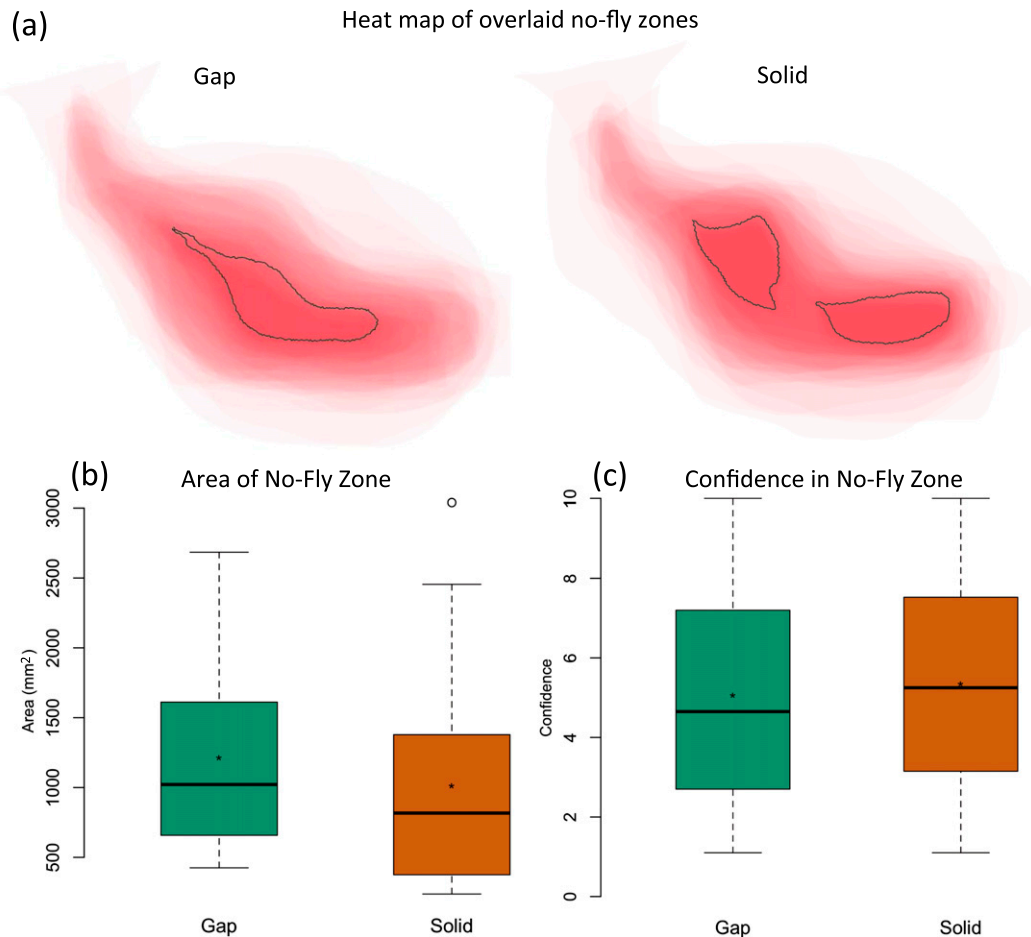 (a)
Heat map of overlaid no-fly zones
Gap
Solid
(b)
Area of No-Fly Zone
3000
2500
2000
1500
1000
500
Area (mm²)
Gap
Solid
(c)
Confidence in No-Fly Zone
10
8
6
4
2
0
Confidence
Gap
Solid